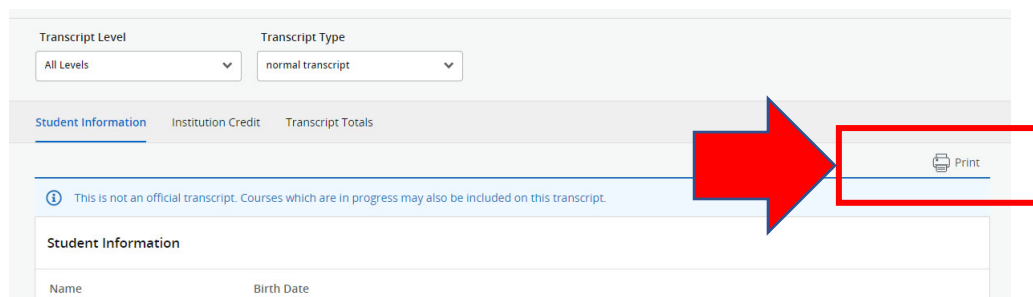 Transcript Level Transcript Type
All Levels normal transcript
Student Information Institution Credit Transcript Totals
Print
This is not an official transcript. Courses which are in progress may also be included on this transcript.
Student Information
Name Birth Date